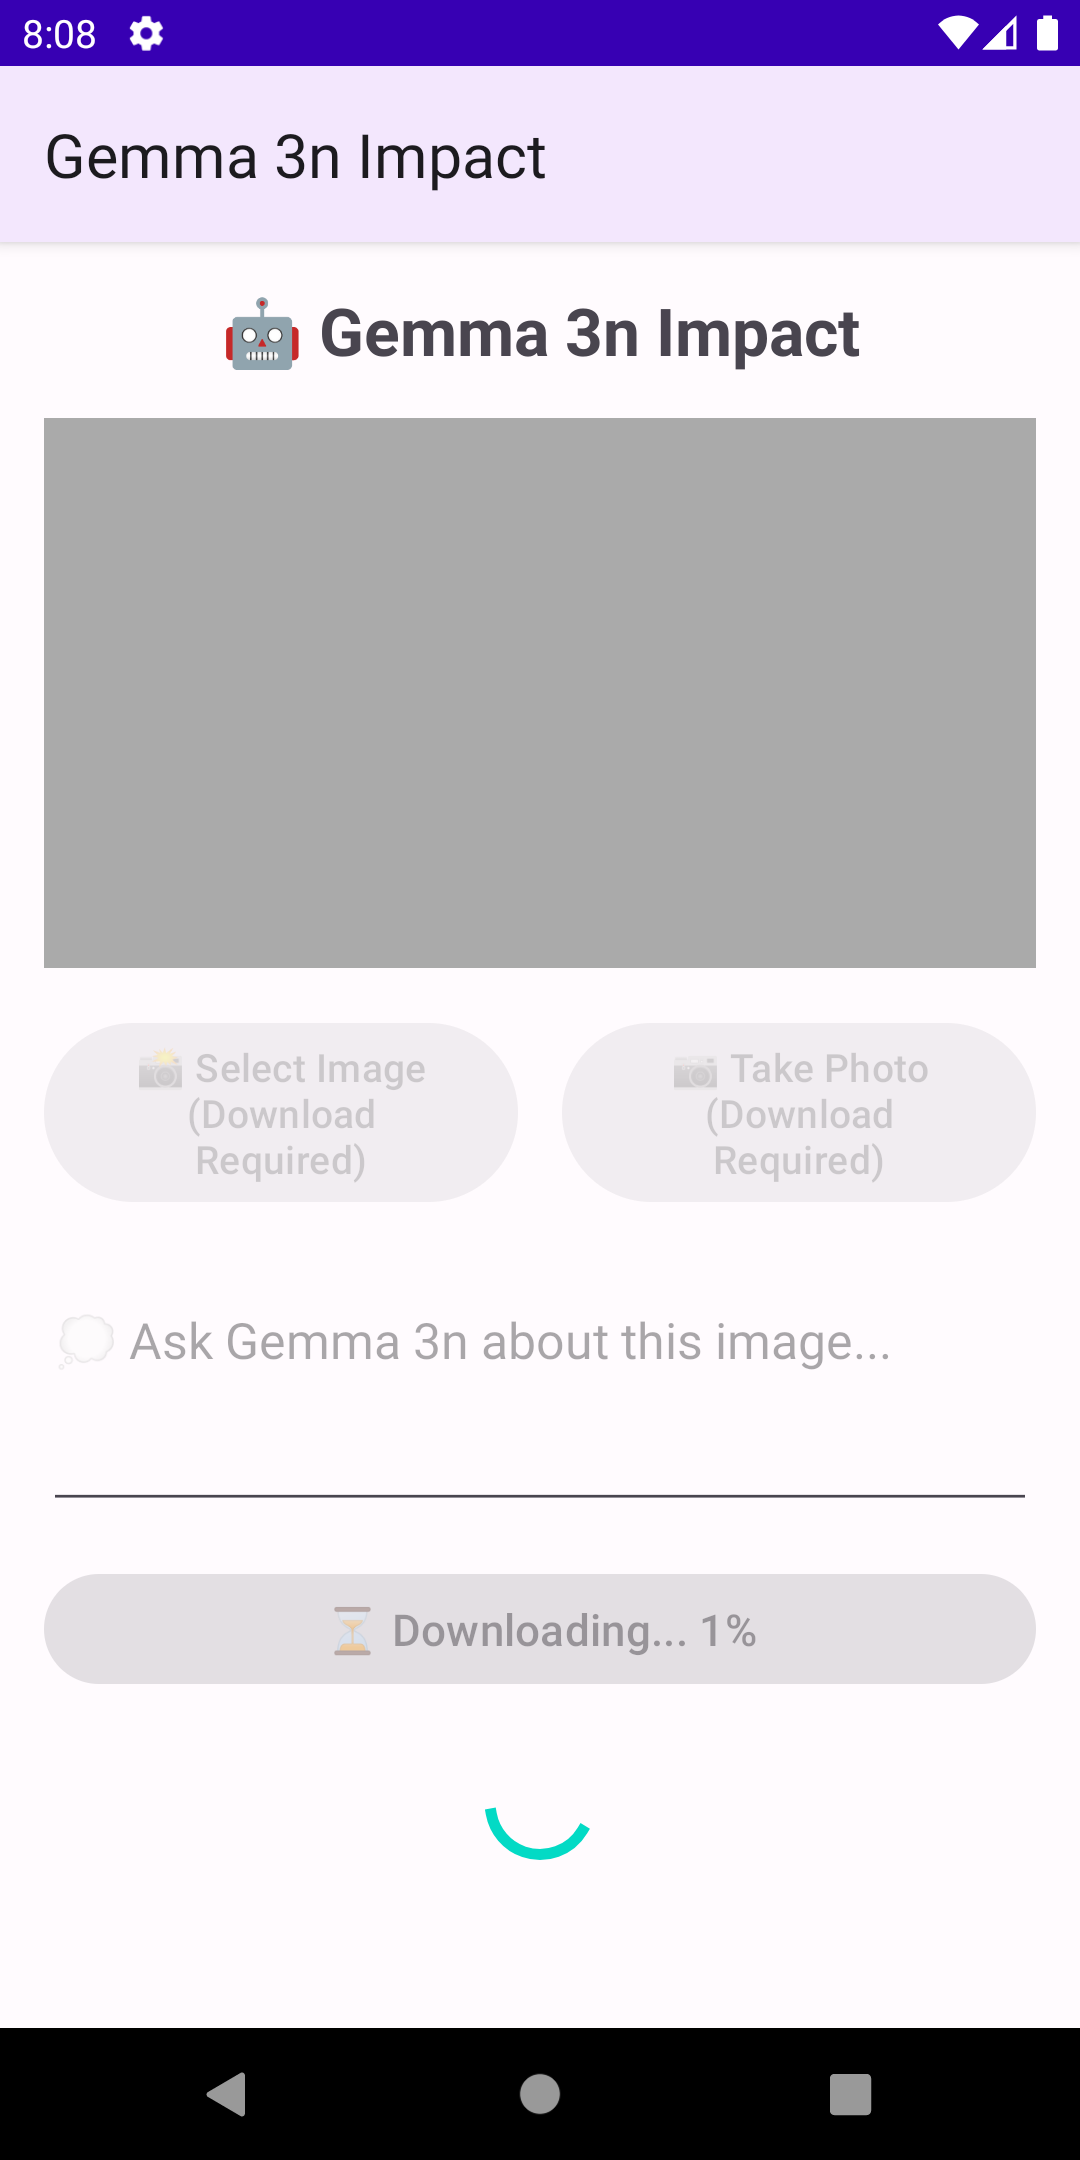 8:08
Gemma 3n Impact
🤖 Gemma 3n Impact
📸 Select Image
(Download
Required)
📷 Take Photo
(Download
Required)
💭 Ask Gemma 3n about this image...
⏳ Downloading... 1%